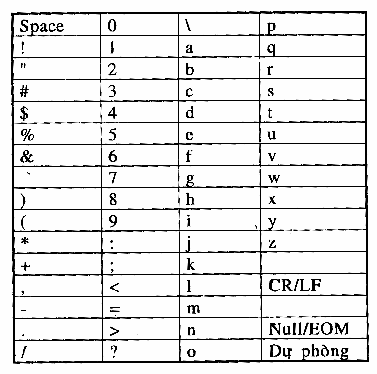 Space 0 \ p
! 1 a q
" 2 b r
# 3 c s
$ 4 d t
% 5 e u
& 6 f v
` 7 g w
) 8 h x
( 9 i y
* : j z
+ ; k
, < l CR/LF
- = m
. > n Null/EOM
/ ? o Dự phòng